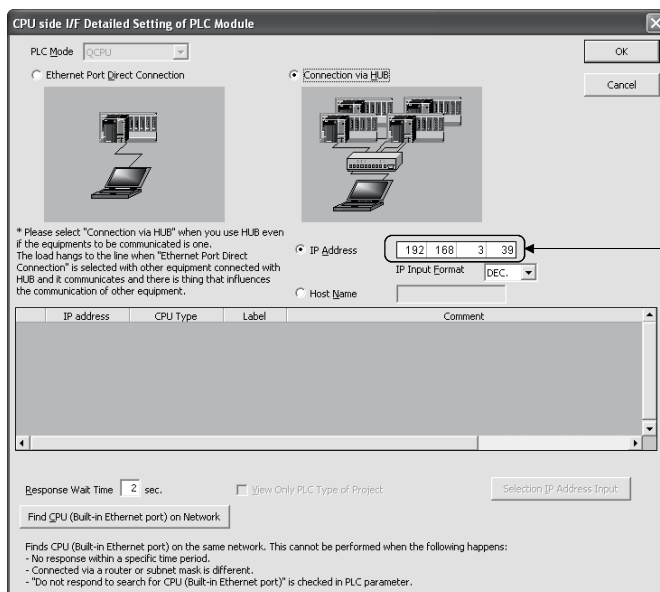 CPU side I/F Detailed Setting of PLC Module
PLC Mode QCPU
OK
Cancel
Ethernet Port Direct Connection
Connection via HUB
* Please select "Connection via HUB" when you use HUB even
if the equipments to be communicated is one.
The load hangs to the line when "Ethernet Port Direct
Connection" is selected with other equipment connected with
HUB and it communicates and there is thing that influences
the communication of other equipment.
IP Address 192 168 3 39
IP Input Format DEC.
Host Name
IP address CPU Type Label Comment
Response Wait Time 2 sec.
View Only PLC Type of Project
Selection IP Address Input
Find CPU (Built-in Ethernet port) on Network
Finds CPU (Built-in Ethernet port) on the same network. This cannot be performed when the following happens:
- No response within a specific time period.
- Connected via a router or subnet mask is different.
- "Do not respond to search for CPU (Built-in Ethernet port)" is checked in PLC parameter.